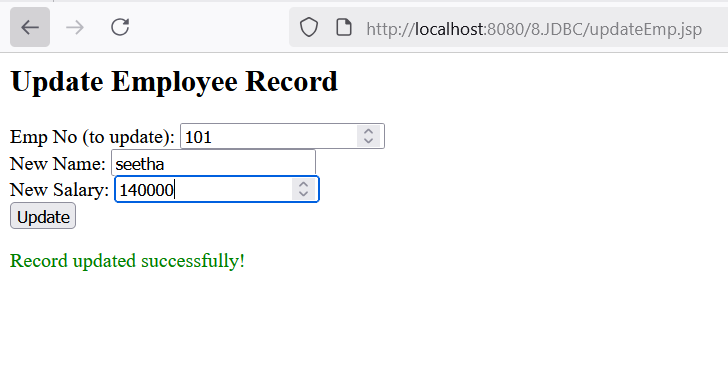 http://localhost:8080/8.JDBC/updateEmp.jsp
Update Employee Record
Emp No (to update): 101
New Name: seetha
New Salary: 140000
Update
Record updated successfully!